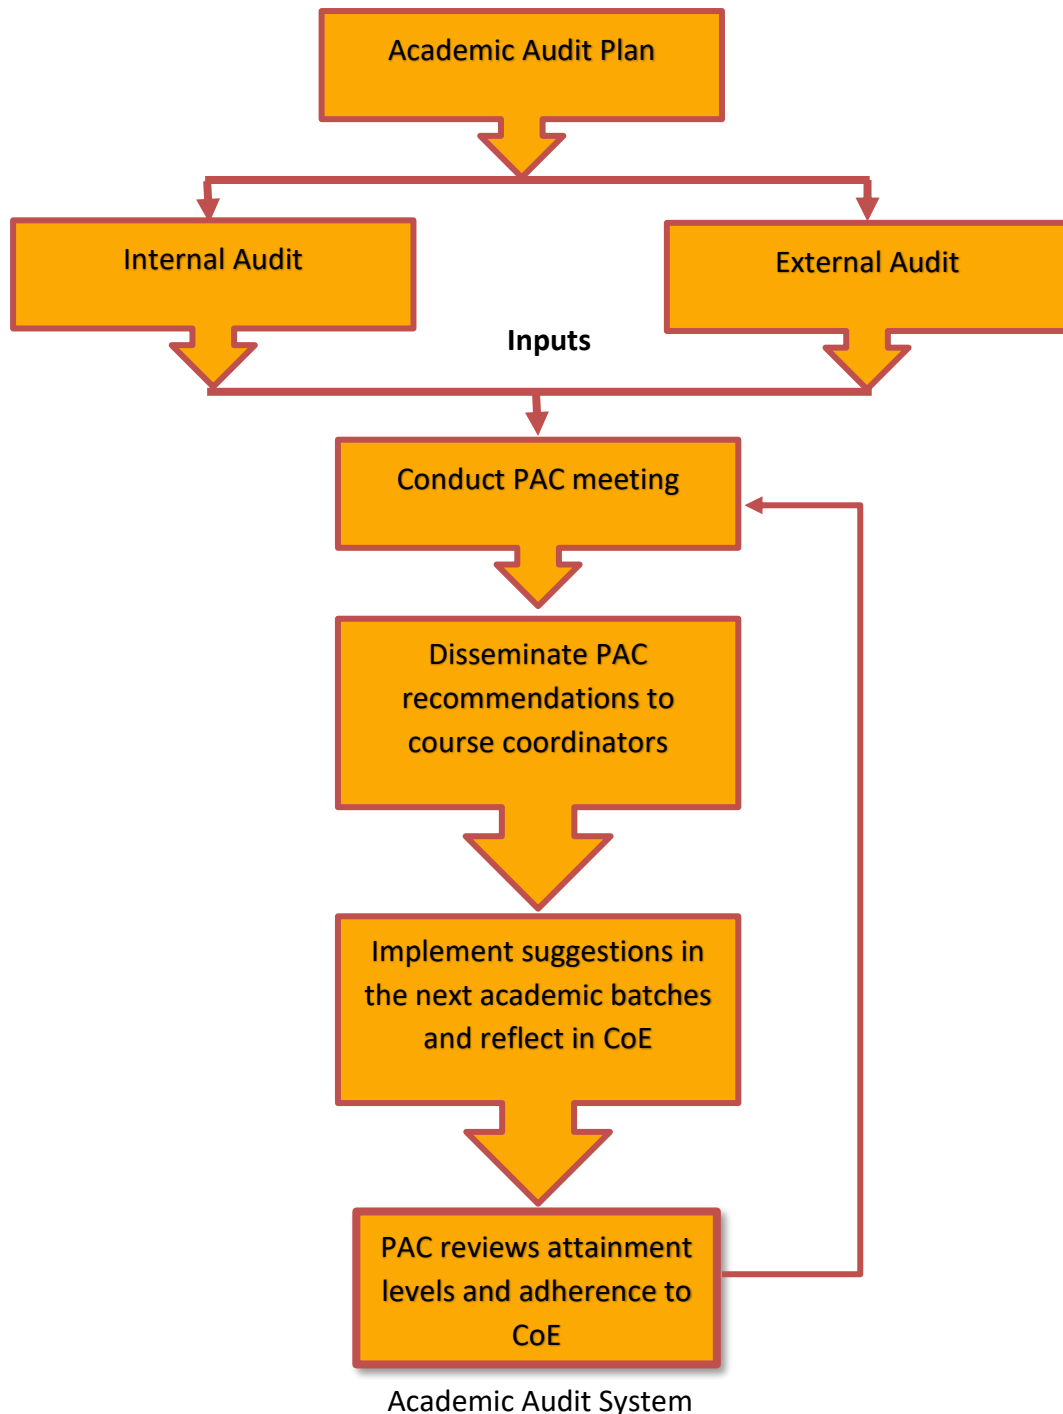 Academic Audit Plan
Internal Audit
External Audit
Inputs
Conduct PAC meeting
Disseminate PAC
recommendations to
course coordinators
Implement suggestions in
the next academic batches
and reflect in CoE
PAC reviews attainment
levels and adherence to
CoE
Academic Audit System